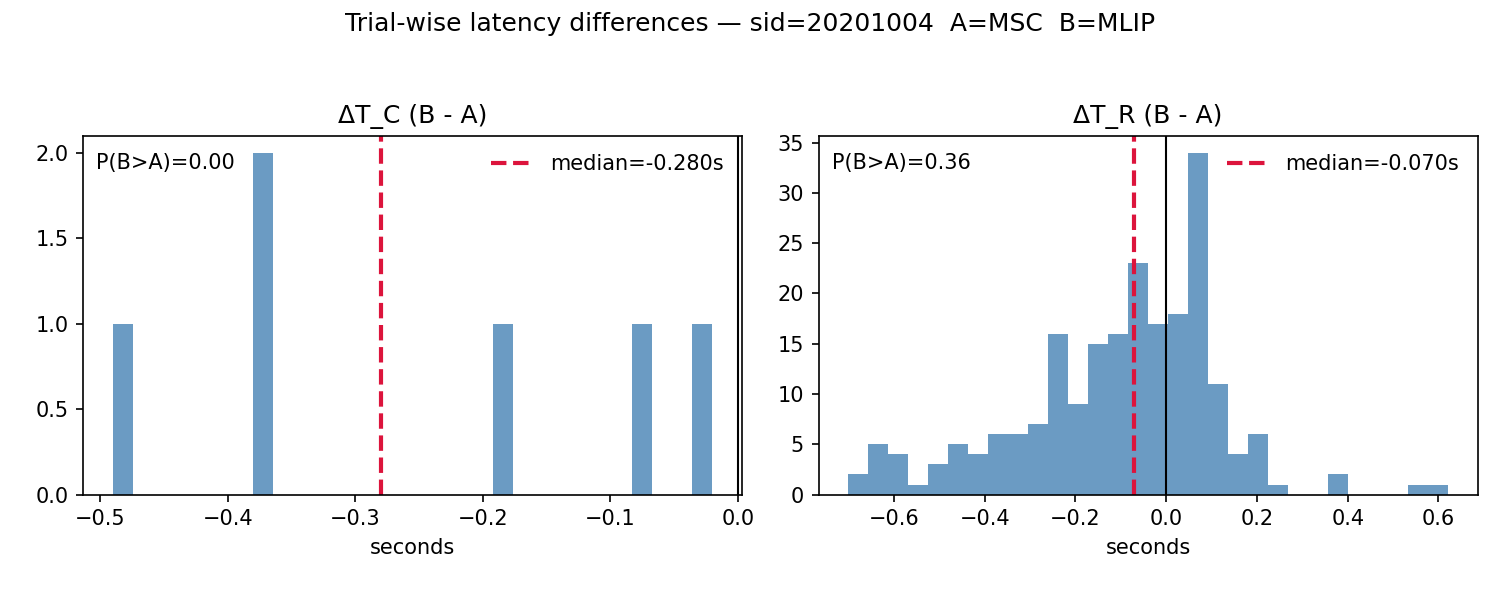 Trial-wise latency differences — sid=20201004  A=MSC  B=MLIP
ΔT_C (B - A)
P(B>A)=0.00
median=-0.280s
2.0
1.5
1.0
0.5
0.0
−0.5 −0.4 −0.3 −0.2 −0.1 0.0
seconds
ΔT_R (B - A)
P(B>A)=0.36
median=-0.070s
35
30
25
20
15
10
5
0
−0.6 −0.4 −0.2 0.0 0.2 0.4 0.6
seconds